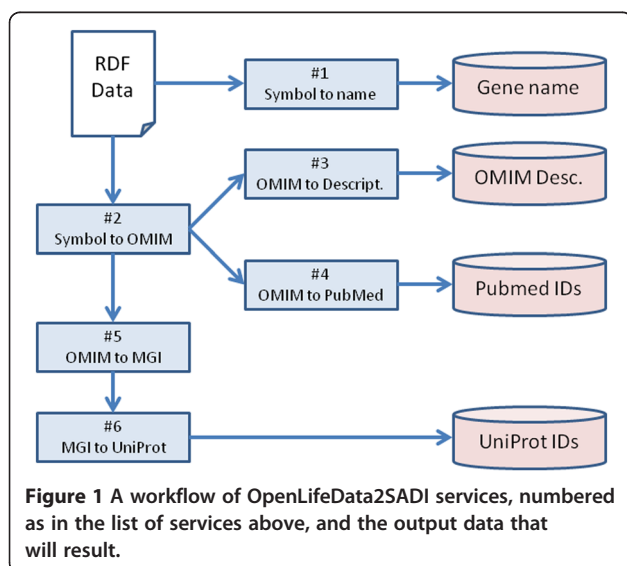 RDF
Data
#1
Symbol to name
Gene name
#3
OMIM to Descript.
OMIM Desc.
#2
Symbol to OMIM
#4
OMIM to PubMed
Pubmed IDs
#5
OMIM to MGI
#6
MGI to UniProt
UniProt IDs
Figure 1 A workflow of OpenLifeData2SADI services, numbered
as in the list of services above, and the output data that
will result.